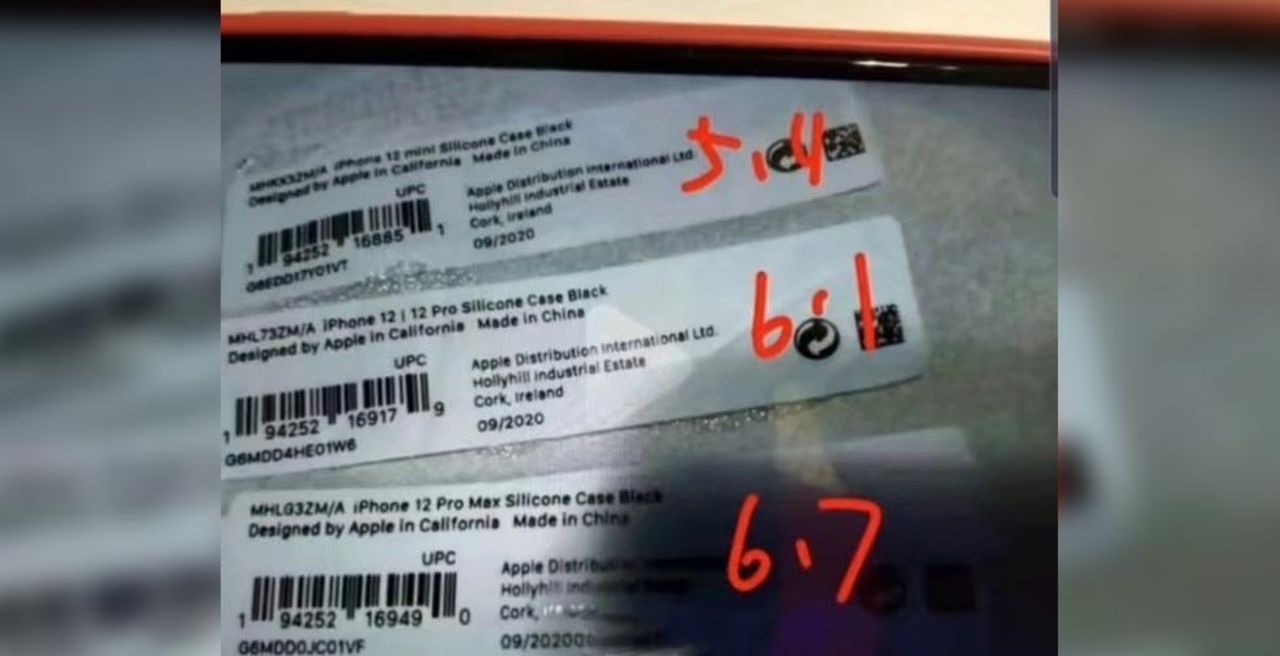 MHKX3ZM/A iPhone 12 mini Silicone Case Black
Designed by Apple in California Made in China
UPC
Apple Distribution International Ltd.
Hollyhill Industrial Estate
Cork, Ireland
09/2020
1 94252 16885 1
G6EDD17Y01VT
5.4
MHL73ZM/A iPhone 12 | 12 Pro Silicone Case Black
Designed by Apple in California Made in China
UPC
Apple Distribution International Ltd.
Hollyhill Industrial Estate
Cork, Ireland
09/2020
1 94252 16917 9
G6MDD4HE01W6
6.1
MHLG3ZM/A iPhone 12 Pro Max Silicone Case Black
Designed by Apple in California Made in China
UPC
Apple
Hollyhill
Cork,
1 94252 16949 0
G6MDD0JC01VF
6.7